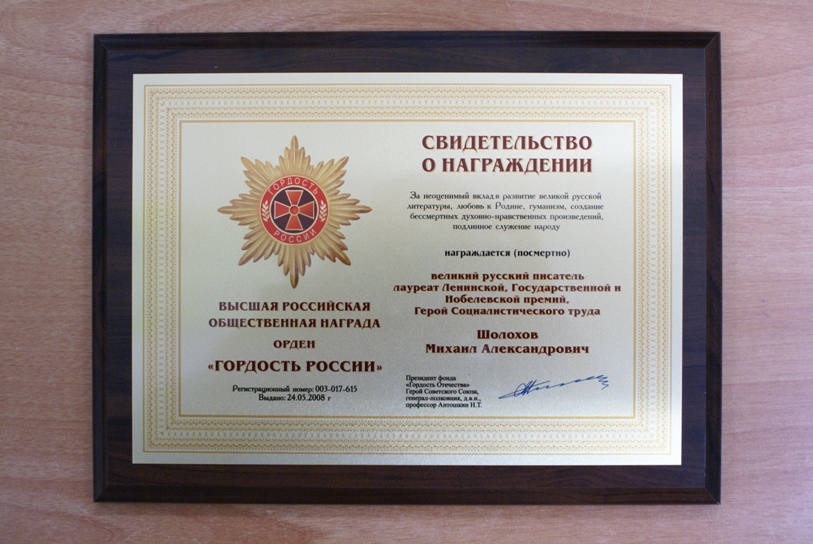 ГОРДОСТЬ
РОССИИ
ВЫСШАЯ РОССИЙСКАЯ
ОБЩЕСТВЕННАЯ НАГРАДА
ОРДЕН
«ГОРДОСТЬ РОССИИ»
Регистрационный номер: 003-017-615
Выдано: 24.05.2008 г
СВИДЕТЕЛЬСТВО
О НАГРАЖДЕНИИ
За неоценимый вклад в развитие великой русской
литературы, любовь к Родине, гуманизм, создание
бессмертных духовно-нравственных произведений,
подлинное служение народу
награждается (посмертно)
великий русский писатель
лауреат Ленинской, Государственной и
Нобелевской премий,
Герой Социалистического труда
Шолохов
Михаил Александрович
Президент фонда
«Гордость Отечества»
Герой Советского Союза,
генерал-полковник, д.в.н.,
профессор Антошкин Н.Т.